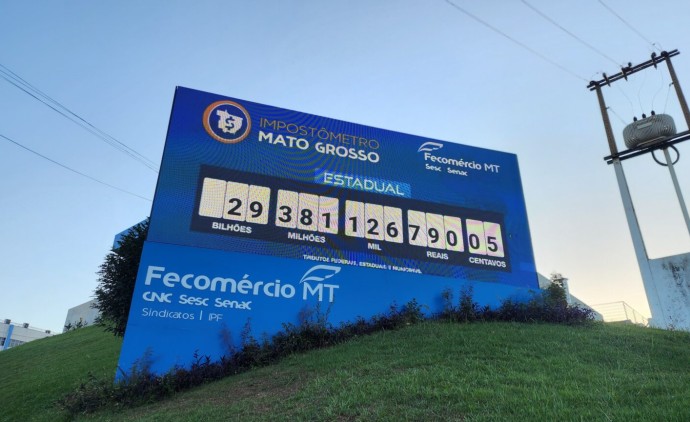 IMPOSTÔMETRO
MATO GROSSO
Fecomércio MT
Sesc Senac
ESTADUAL
29 381 126 790 05
BILHÕES MILHÕES MIL REAIS CENTAVOS
TRIBUTOS FEDERAIS, ESTADUAIS E MUNICIPAIS
Fecomércio MT
CNC Sesc Senac
Sindicatos | IPF